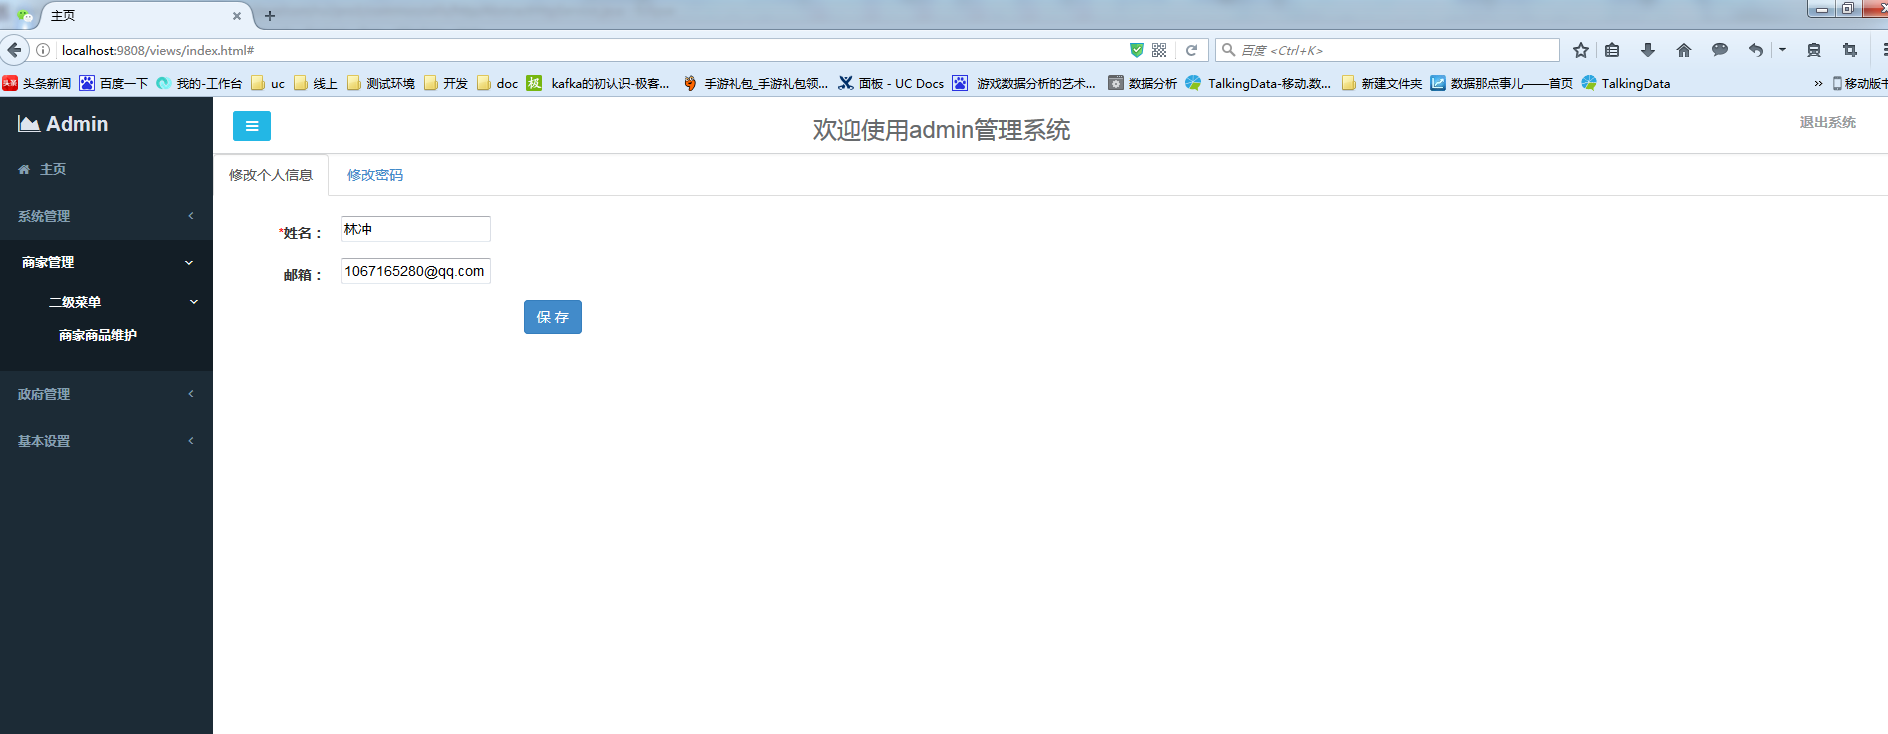 主页
localhost:9808/views/index.html#
百度 <Ctrl+K>
头条新闻 百度一下 我的-工作台 uc 线上 测试环境 开发 doc 极 kafka的初认识-极客... 手游礼包_手游礼包领... 面板 - UC Docs 游戏数据分析的艺术... 数据分析 TalkingData-移动.数... 新建文件夹 数据那点事儿——首页 TalkingData » 移动版书
Admin
欢迎使用admin管理系统
退出系统
主页
系统管理
商家管理
二级菜单
商家商品维护
政府管理
基本设置
修改个人信息 修改密码
*姓名： 林冲
邮箱： 1067165280@qq.com
保 存